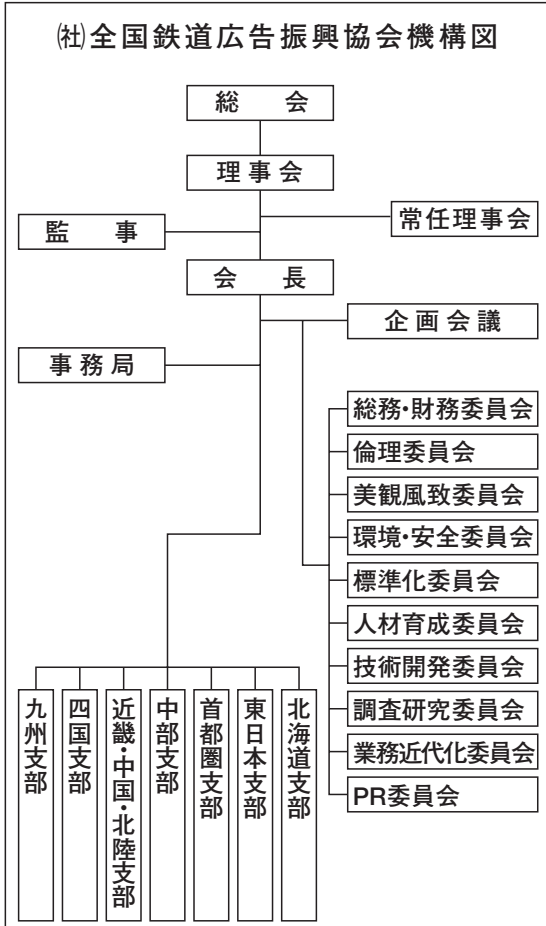 ㈳全国鉄道広告振興協会機構図
総会
理事会
常任理事会
監事
会長
企画会議
事務局
総務・財務委員会
倫理委員会
美観風致委員会
環境・安全委員会
標準化委員会
人材育成委員会
技術開発委員会
調査研究委員会
業務近代化委員会
PR委員会
北海道支部
東日本支部
首都圏支部
中部支部
近畿・中国・北陸支部
四国支部
九州支部